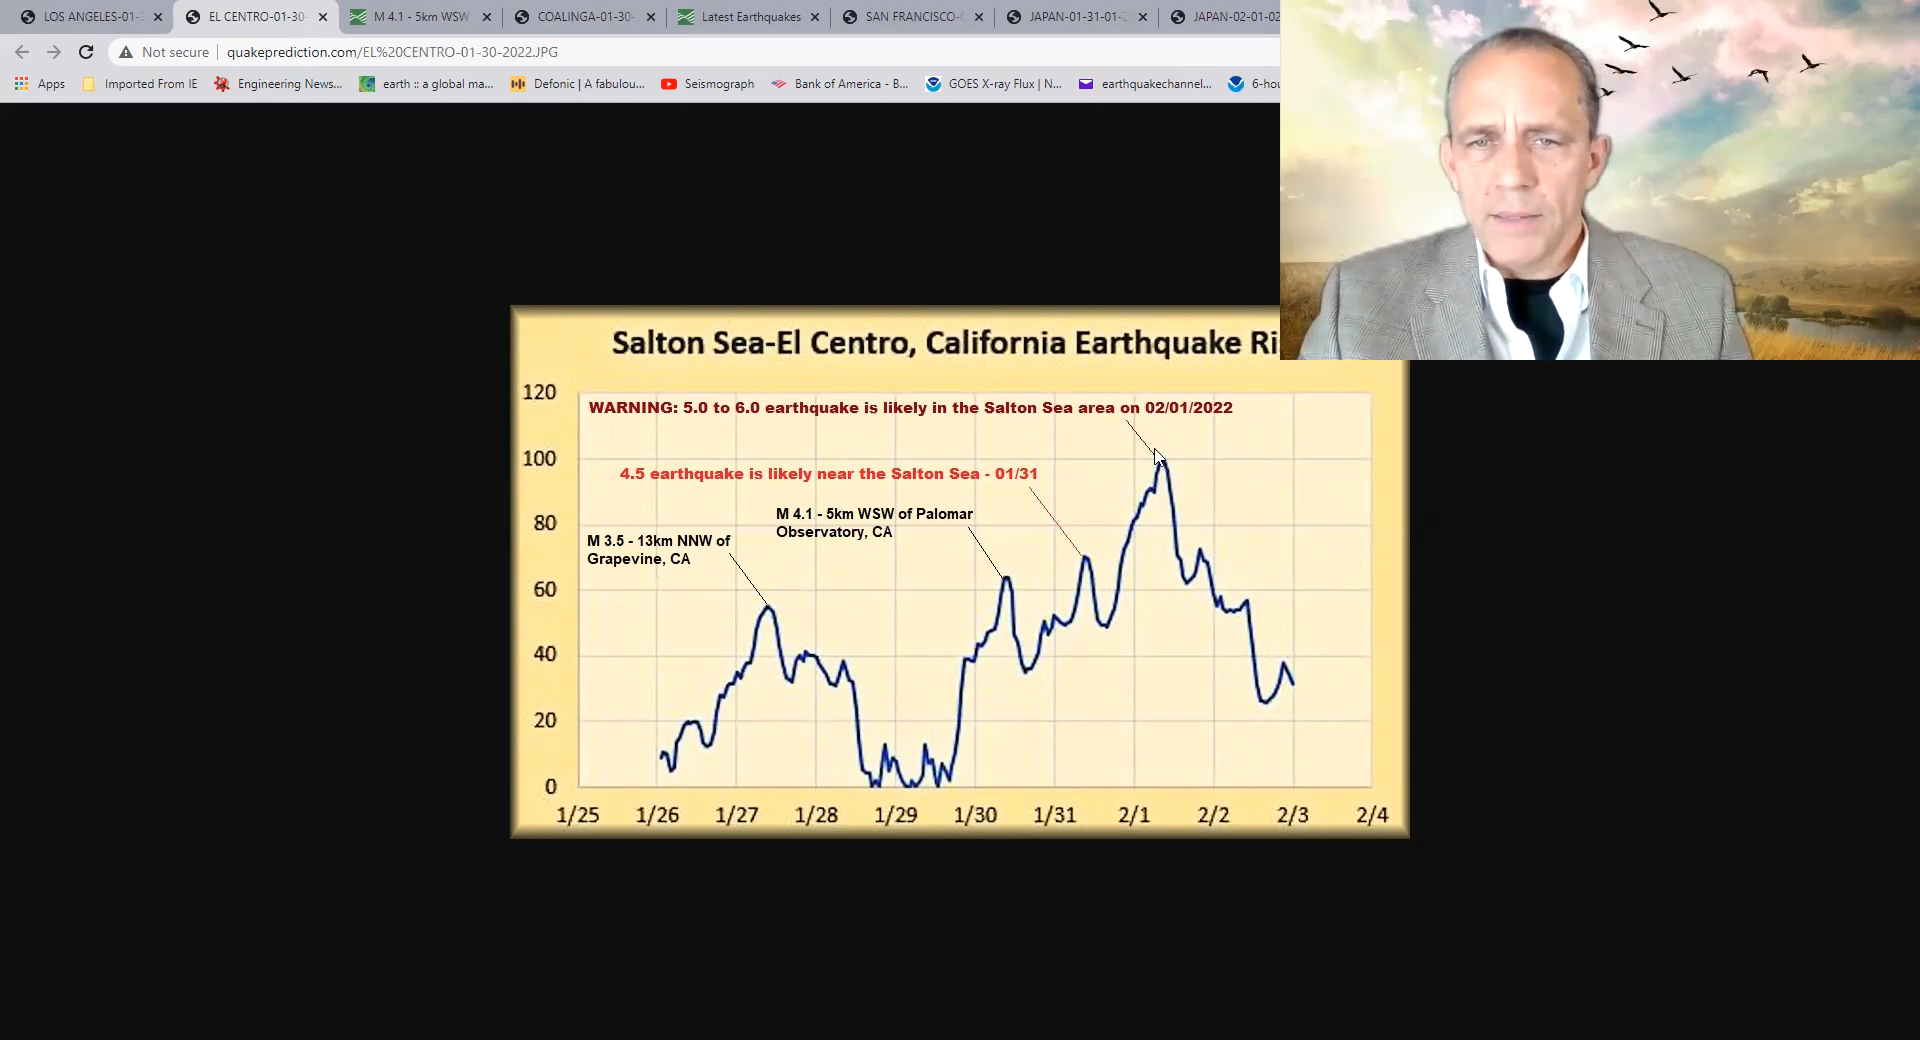 LOS ANGELES-01-
EL CENTRO-01-30-
M 4.1 - 5km WSW
COALINGA-01-30-
Latest Earthquakes
SAN FRANCISCO-
JAPAN-01-31-01-
JAPAN-02-01-02
Not secure
quakeprediction.com/EL%20CENTRO-01-30-2022.JPG
Apps
Imported From IE
Engineering News...
earth :: a global ma...
Defonic | A fabulou...
Seismograph
Bank of America - B...
GOES X-ray Flux | N...
earthquakechannel...
6-hou
Salton Sea-El Centro, California Earthquake Ri
120
WARNING: 5.0 to 6.0 earthquake is likely in the Salton Sea area on 02/01/2022
100
4.5 earthquake is likely near the Salton Sea - 01/31
80
M 4.1 - 5km WSW of Palomar
Observatory, CA
M 3.5 - 13km NNW of
Grapevine, CA
60
40
20
0
1/25
1/26
1/27
1/28
1/29
1/30
1/31
2/1
2/2
2/3
2/4